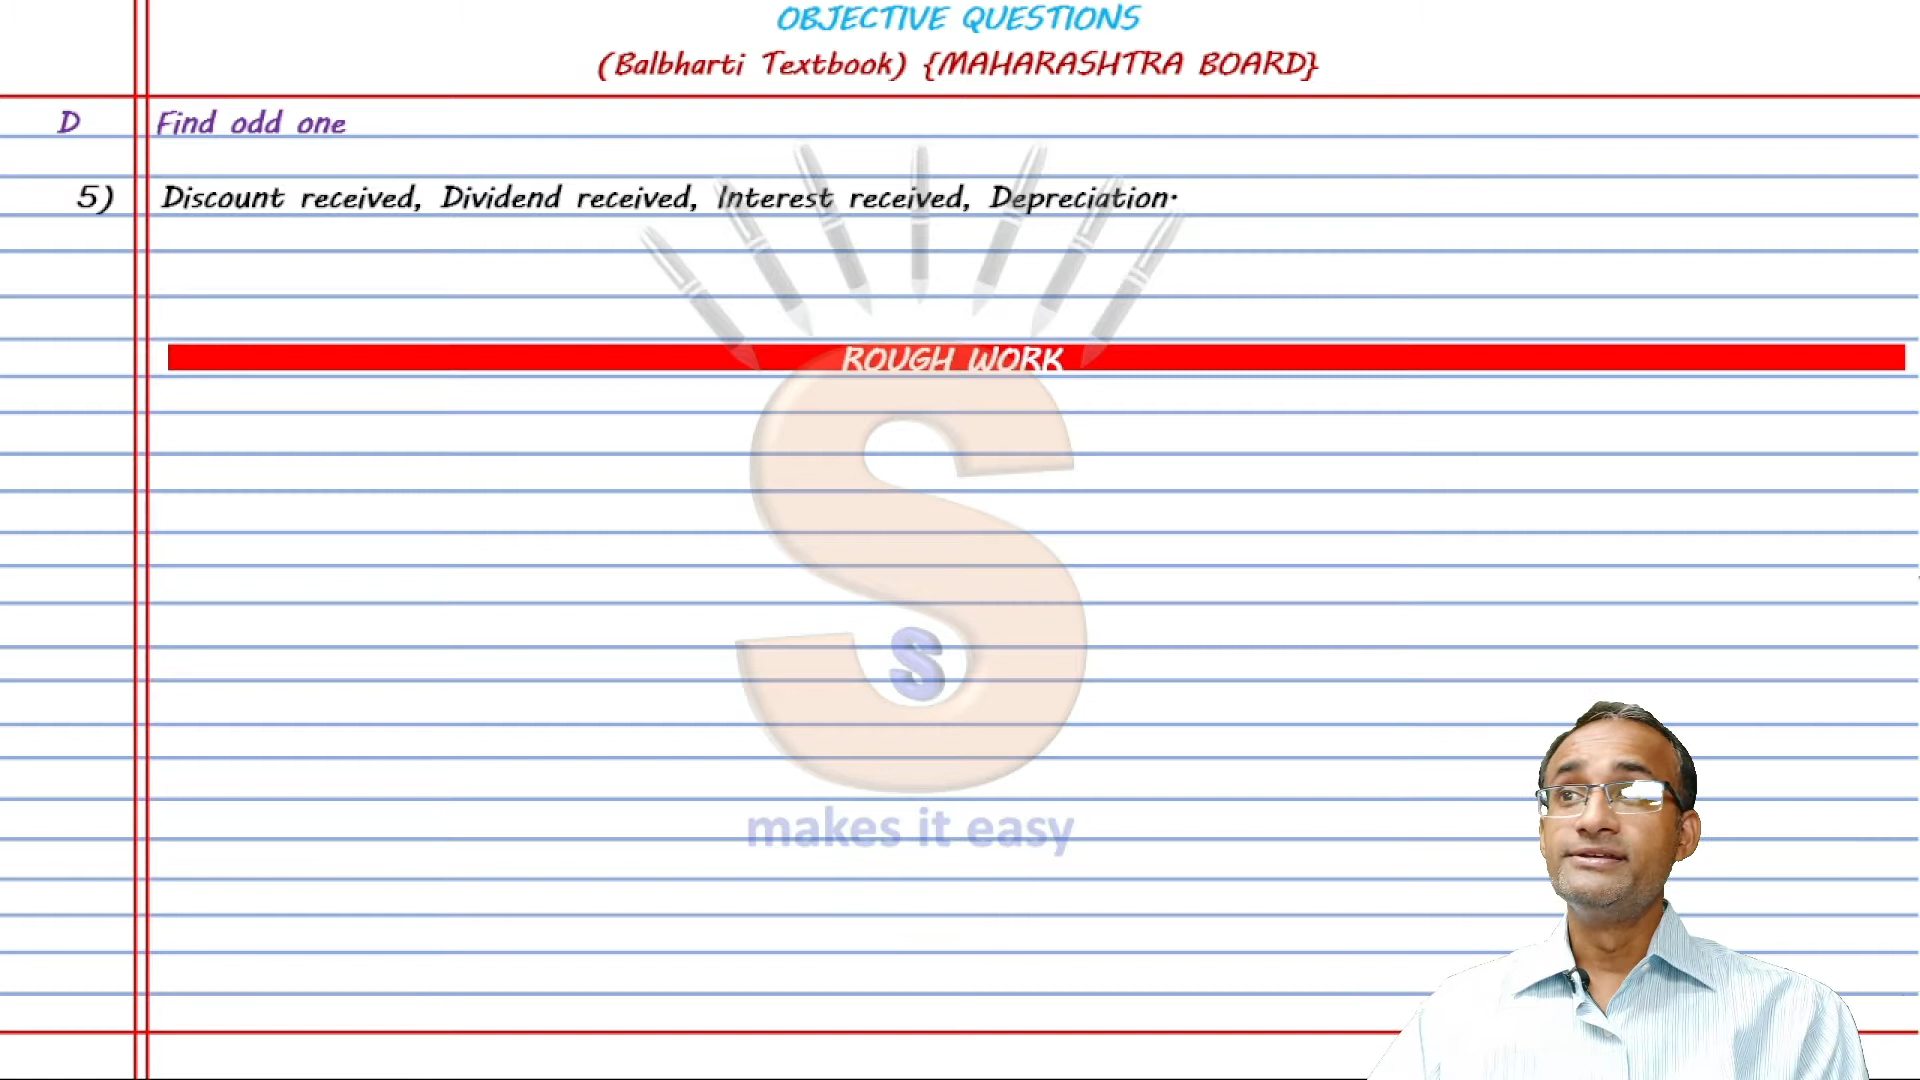 OBJECTIVE QUESTIONS
(Balbharti Textbook) {MAHARASHTRA BOARD}
D Find odd one
5) Discount received, Dividend received, Interest received, Depreciation.
ROUGH WORK
S
S
makes it easy